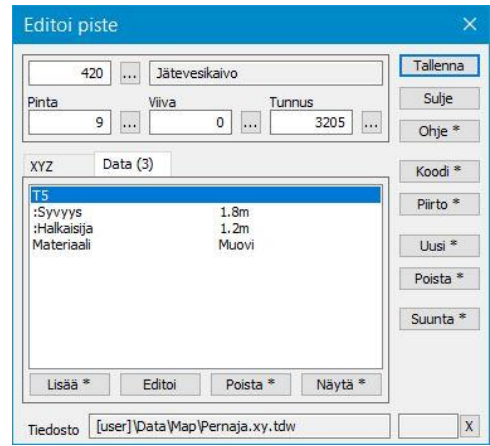 Editoi piste
420 ... Jätevesikaivo
Pinta Viiva Tunnus
9 ... 0 ... 3205 ...
XYZ Data (3)
T5
:Syvyys 1.8m
:Halkaisija 1.2m
Materiaali Muovi
Lisää * Editoi Poista * Näytä *
Tiedosto [user]\Data\Map\Pernaja.xy.tdw X
Tallenna
Sulje
Ohje *
Koodi *
Piirto *
Uusi *
Poista *
Suunta *